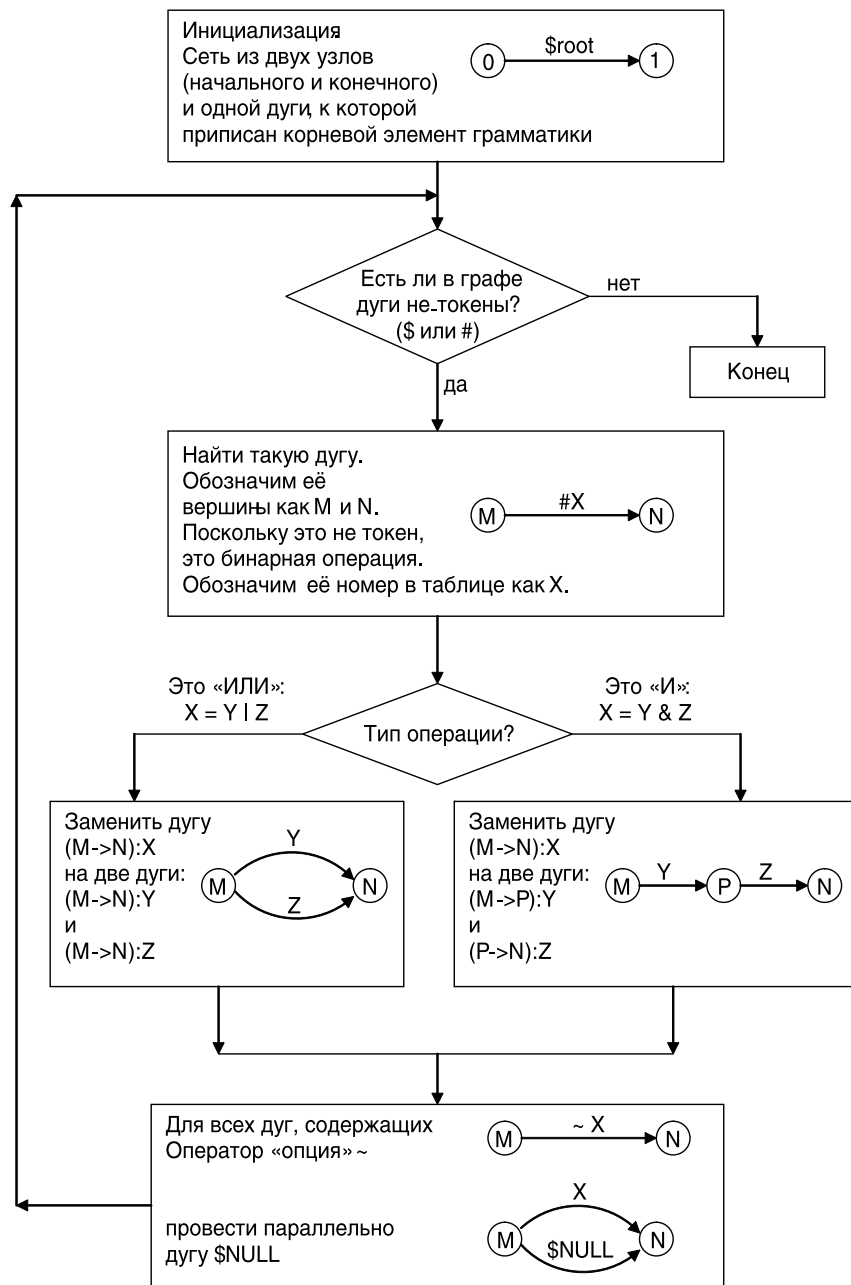 Инициализация
Сеть из двух узлов
(начального и конечного)
и одной дуги, к которой
приписан корневой элемент грамматики
0 $root 1
Есть ли в графе
дуги не-токены?
($ или #)
нет
Конец
да
Найти такую дугу.
Обозначим её
вершины как M и N.
Поскольку это не токен,
это бинарная операция.
Обозначим её номер в таблице как X.
M #X N
Это «ИЛИ»:
X = Y | Z
Тип операции?
Это «И»:
X = Y & Z
Заменить дугу
(M->N):X
на две дуги:
(M->N):Y
и
(M->N):Z
M Y Z N
Заменить дугу
(M->N):X
на две дуги:
(M->P):Y
и
(P->N):Z
M Y P Z N
Для всех дуг, содержащих
Оператор «опция» ~
M ~ X N
провести параллельно
дугу $NULL
M X $NULL N